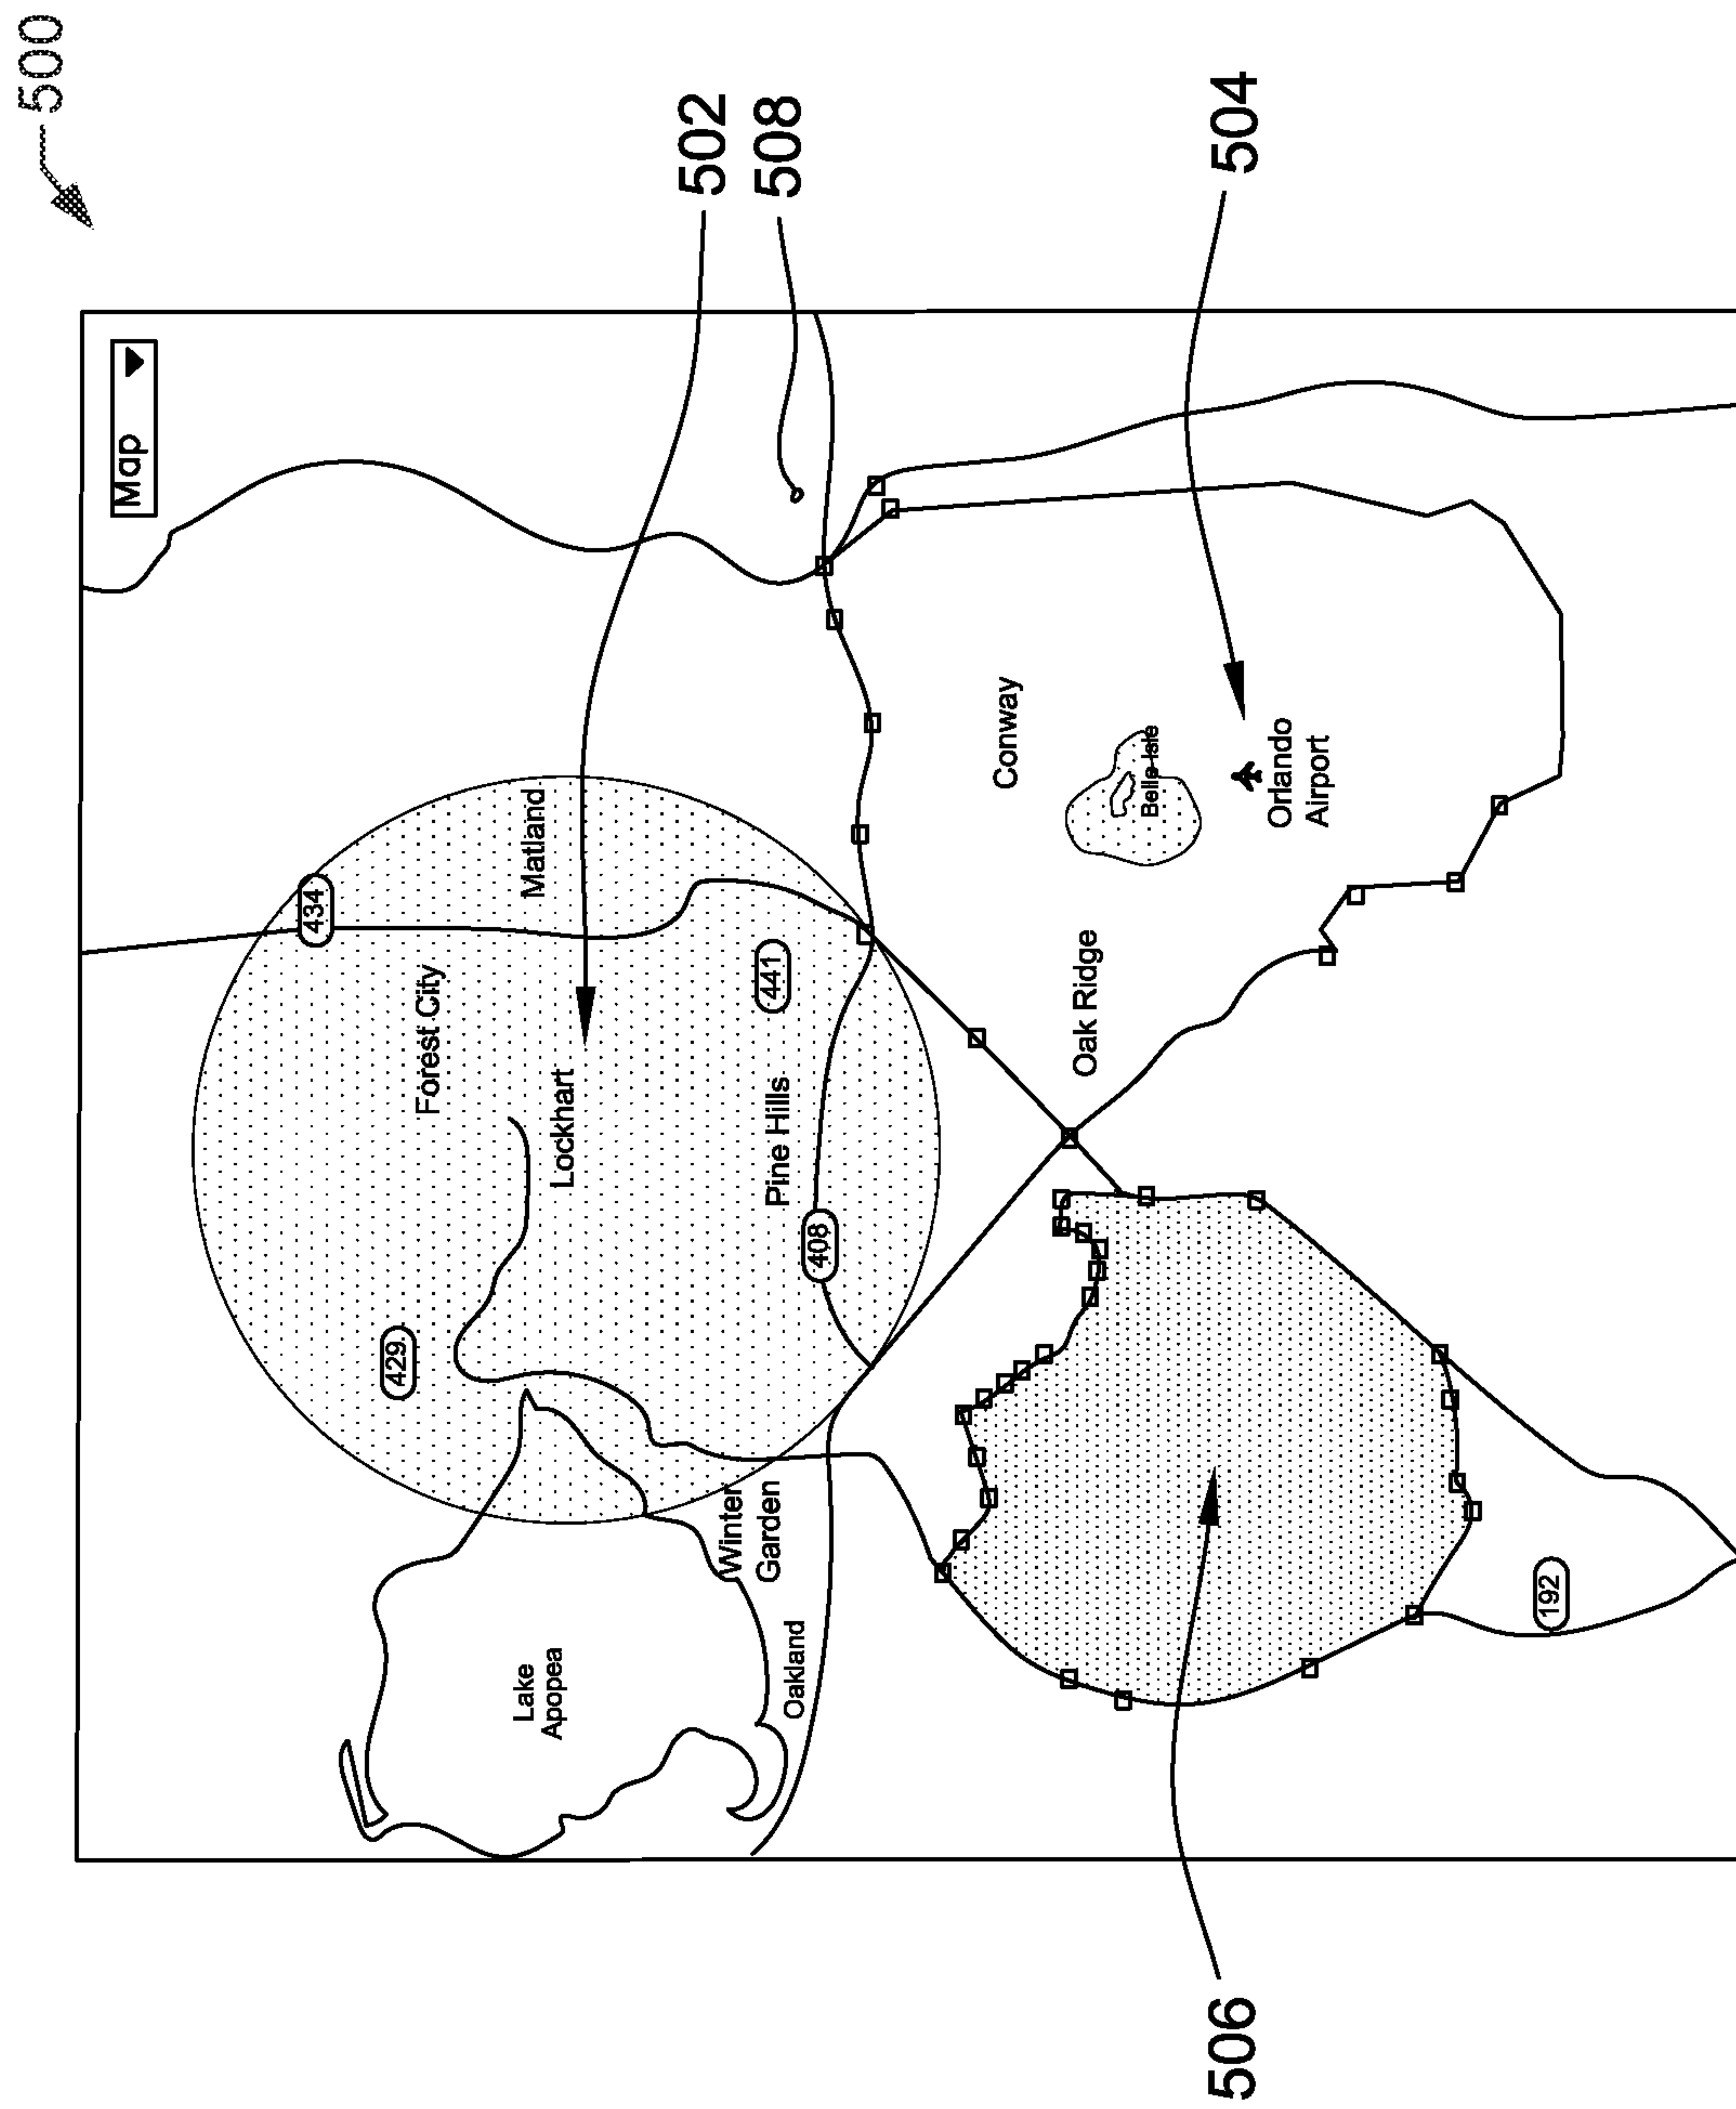 500
Map
502
508
504
434
Matland
Forest City
441
Lockhart
Pine Hills
408
429
Conway
Belle Isle
Orlando
Airport
Oak Ridge
Winter
Garden
Lake
Apopea
Oakland
192
506